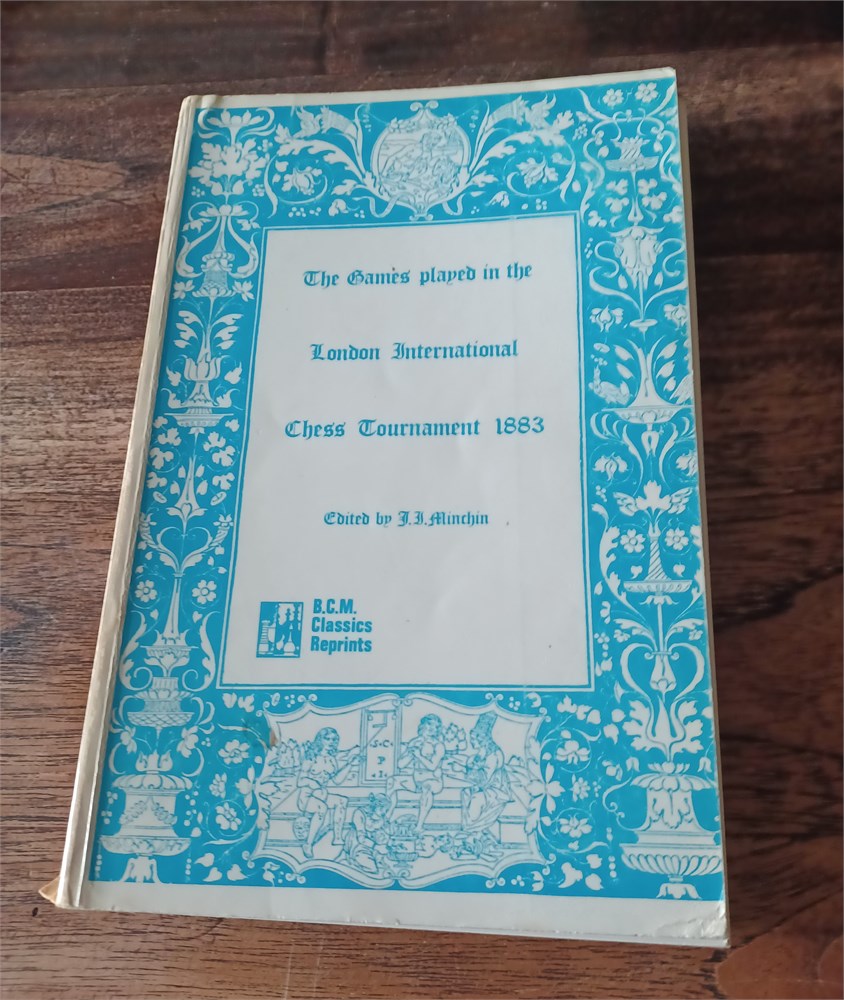 The Games played in the
London International
Chess Tournament 1883
Edited by J.I.Minchin
B.C.M.
Classics
Reprints